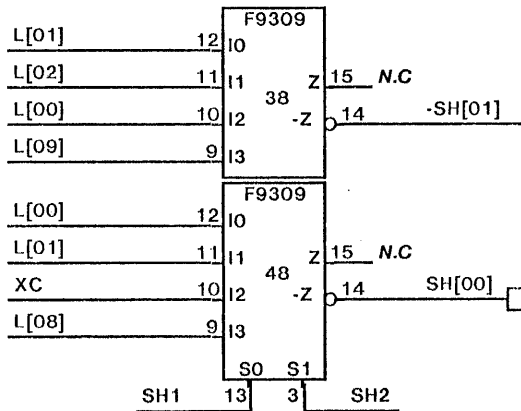 F9309
L[01] 12 I0
L[02] 11 I1 Z 15 N.C
38
L[00] 10 I2 -Z 14 -SH[01]
L[09] 9 I3
F9309
L[00] 12 I0
L[01] 11 I1 Z 15 N.C
48
XC 10 I2 -Z 14 SH[00]
L[08] 9 I3
S0 S1
SH1 13 3 SH2